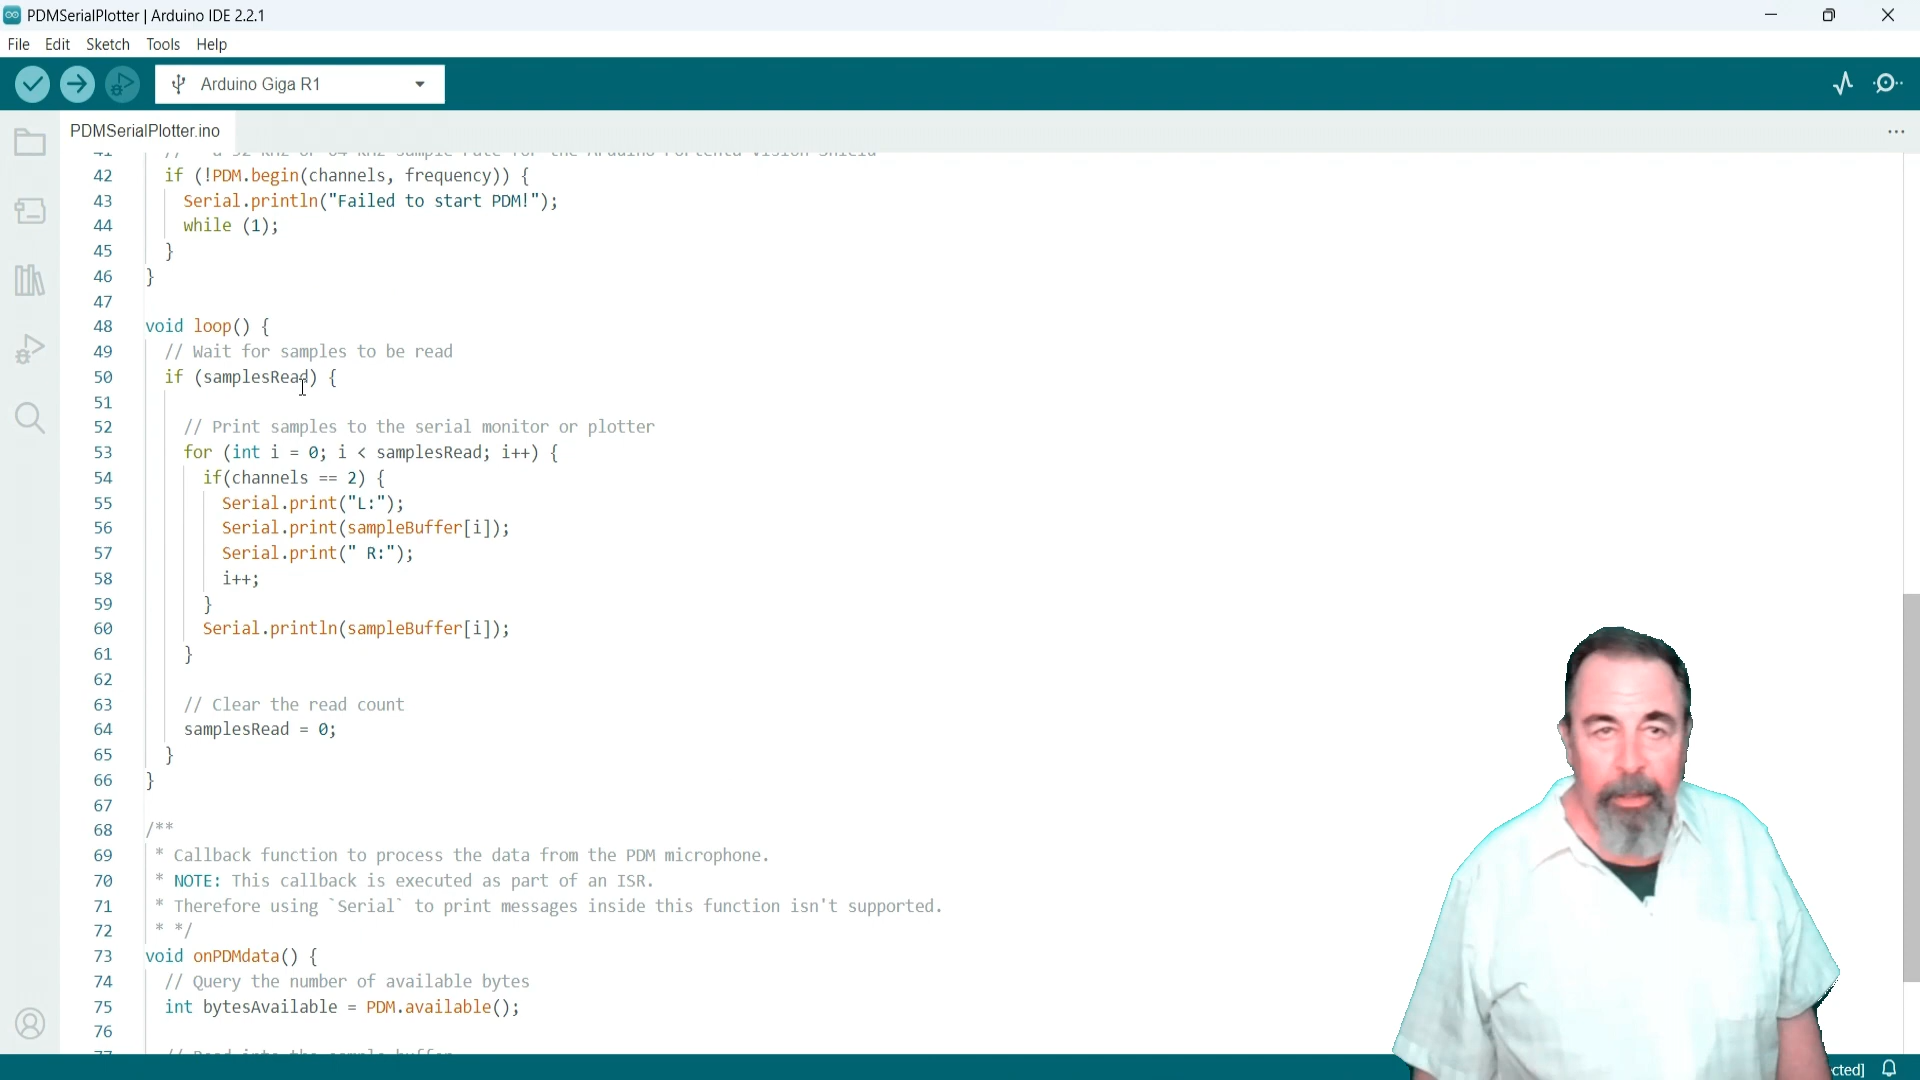 PDMSerialPlotter | Arduino IDE 2.2.1
File Edit Sketch Tools Help
Arduino Giga R1
PDMSerialPlotter.ino
42 if (!PDM.begin(channels, frequency)) {
43 Serial.println("Failed to start PDM!");
44 while (1);
45 }
46 }
47
48 void loop() {
49 // Wait for samples to be read
50 if (samplesRead) {
51
52 // Print samples to the serial monitor or plotter
53 for (int i = 0; i < samplesRead; i++) {
54 if(channels == 2) {
55 Serial.print("L:");
56 Serial.print(sampleBuffer[i]);
57 Serial.print(" R:");
58 i++;
59 }
60 Serial.println(sampleBuffer[i]);
61 }
62
63 // Clear the read count
64 samplesRead = 0;
65 }
66 }
67
68 /**
69 * Callback function to process the data from the PDM microphone.
70 * NOTE: This callback is executed as part of an ISR.
71 * Therefore using `Serial` to print messages inside this function isn't supported.
72 * */
73 void onPDMdata() {
74 // Query the number of available bytes
75 int bytesAvailable = PDM.available();
76
cted]